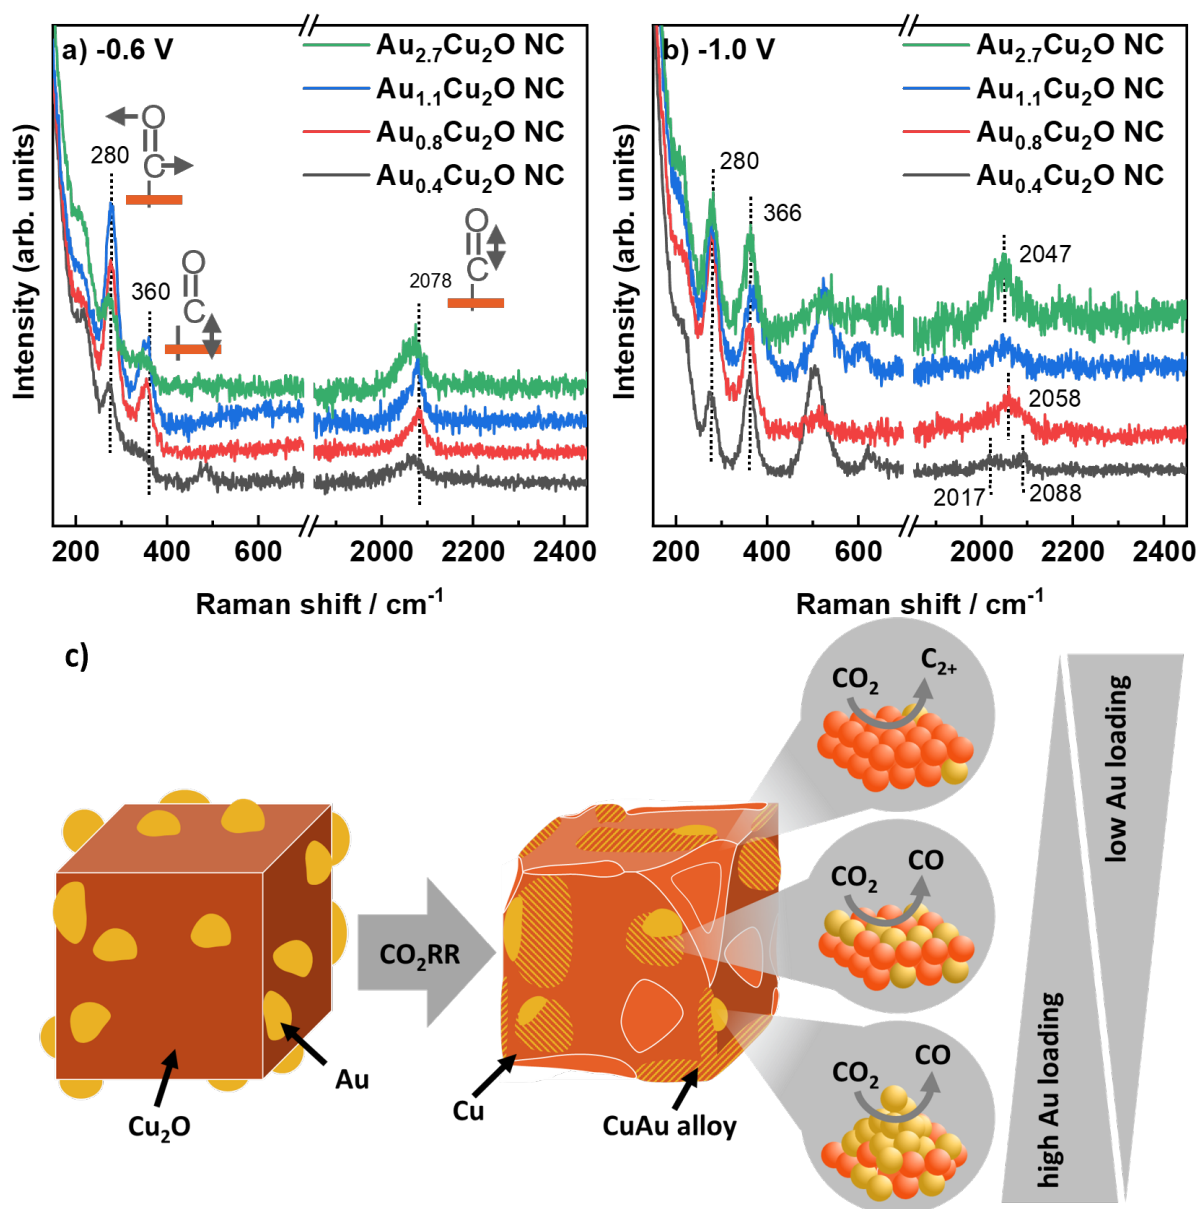 a) -0.6 V
Au2.7Cu2O NC
Au1.1Cu2O NC
Au0.8Cu2O NC
Au0.4Cu2O NC
Intensity (arb. units)
280
360
2078
O
C
O
C
O
C
200 400 600 2000 2200 2400
Raman shift / cm-1
b) -1.0 V
Au2.7Cu2O NC
Au1.1Cu2O NC
Au0.8Cu2O NC
Au0.4Cu2O NC
Intensity (arb. units)
280
366
2047
2058
2017
2088
200 400 600 2000 2200 2400
Raman shift / cm-1
c)
CO2 C2+
CO2 CO
CO2 CO
CO2RR
Au
Cu2O
Cu
CuAu alloy
low Au loading
high Au loading